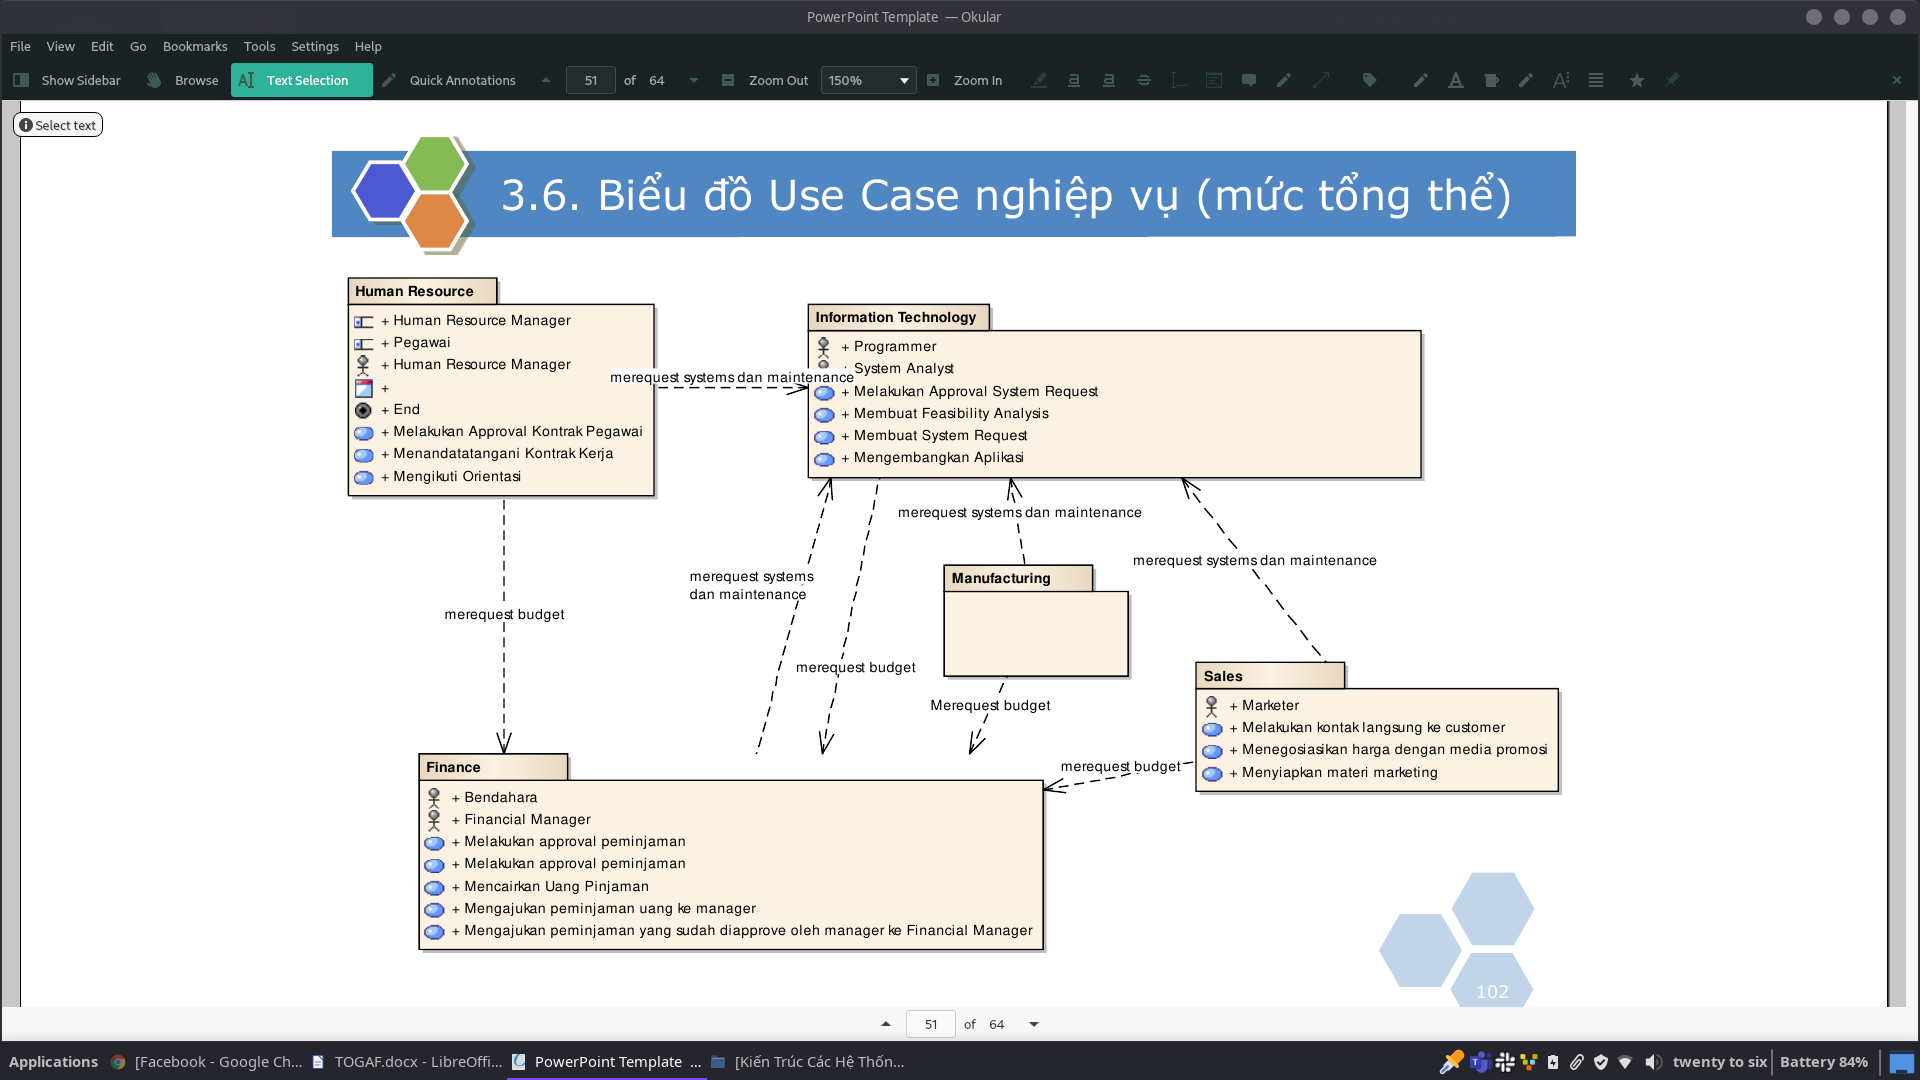 PowerPoint Template — Okular
File View Edit Go Bookmarks Tools Settings Help
Show Sidebar Browse Text Selection Quick Annotations 51 of 64 Zoom Out 150% Zoom In
Select text
3.6. Biểu đồ Use Case nghiệp vụ (mức tổng thể)
Human Resource
+ Human Resource Manager
+ Pegawai
+ Human Resource Manager
+
+ End
+ Melakukan Approval Kontrak Pegawai
+ Menandatatangani Kontrak Kerja
+ Mengikuti Orientasi
merequest systems dan maintenance
Information Technology
+ Programmer
System Analyst
+ Melakukan Approval System Request
+ Membuat Feasibility Analysis
+ Membuat System Request
+ Mengembangkan Aplikasi
merequest systems dan maintenance
merequest systems dan maintenance
merequest systems
dan maintenance
Manufacturing
merequest budget
merequest budget
Merequest budget
Sales
+ Marketer
+ Melakukan kontak langsung ke customer
+ Menegosiasikan harga dengan media promosi
+ Menyiapkan materi marketing
merequest budget
Finance
+ Bendahara
+ Financial Manager
+ Melakukan approval peminjaman
+ Melakukan approval peminjaman
+ Mencairkan Uang Pinjaman
+ Mengajukan peminjaman uang ke manager
+ Mengajukan peminjaman yang sudah diapprove oleh manager ke Financial Manager
102
51 of 64
Applications [Facebook - Google Ch... TOGAF.docx - LibreOffi... PowerPoint Template ... [Kiến Trúc Các Hệ Thốn... twenty to six Battery 84%